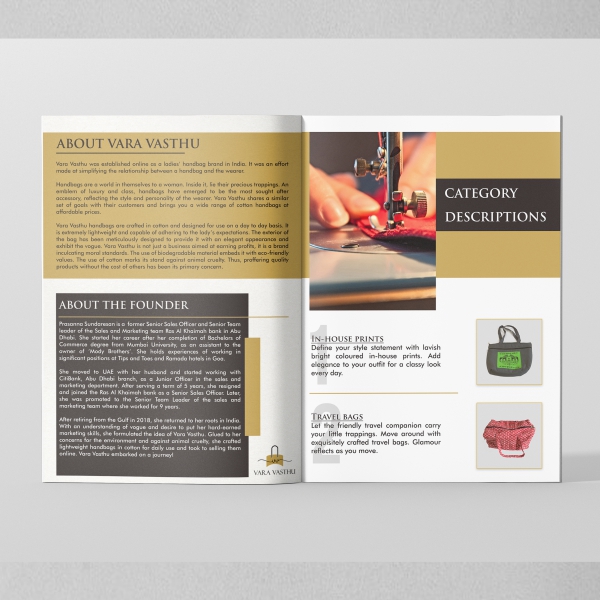 ABOUT VARA VASTHU
Vara Vasthu was established online as a ladies' handbag brand in India. It was an effort
made at simplifying the relationship between a handbag and the wearer.
Handbags are a world in themselves to a woman. Inside it, lie their precious trappings. An
emblem of luxury and class, handbags have emerged to be the most sought after
accessory, reflecting the style and personality of the wearer. Vara Vasthu shares a similar
set of goals with their customers and brings you a wide range of cotton handbags at
affordable prices.
Vara Vasthu handbags are crafted in cotton and designed for use on a day to day basis. It
is extremely lightweight and capable of adhering to the lady's expectations. The exterior of
the bag has been meticulously designed to provide it with an elegant appearance and
exhibit the vogue. Vara Vasthu is not just a business aimed at earning profits, it is a brand
inculcating moral standards. The use of biodegradable material embeds it with eco-friendly
values. The use of cotton marks its stand against animal cruelty. Thus, proffering quality
products without the cost of others has been its primary concern.
ABOUT THE FOUNDER
Prasanna Sundaresan is a former Senior Sales Officer and Senior Team
leader of the Sales and Marketing team Ras Al Khaimah bank in Abu
Dhabi. She started her career after her completion of Bachelors of
Commerce degree from Mumbai University, as an assistant to the
owner of 'Mody Brothers'. She holds experiences of working in
significant positions at Tips and Toes and Ramada hotels in Goa.
She moved to UAE with her husband and started working with
CitiBank, Abu Dhabi branch, as a Junior Officer in the sales and
marketing department. After serving a term of 5 years, she resigned
and joined the Ras Al Khaimah bank as a Senior Sales Officer. Later,
she was promoted to the Senior Team Leader of the sales and
marketing team where she worked for 9 years.
After retiring from the Gulf in 2018, she returned to her roots in India.
With an understanding of vogue and desire to put her hard-earned
marketing skills, she formulated the idea of Vara Vasthu. Glued to her
concerns for the environment and against animal cruelty, she crafted
lightweight handbags in cotton for daily use and took to selling them
online. Vara Vasthu embarked on a journey!
VARA VASTHU
CATEGORY
DESCRIPTIONS
1
IN-HOUSE PRINTS
Define your style statement with lavish
bright coloured in-house prints. Add
elegance to your outfit for a classy look
every day.
2
TRAVEL BAGS
Let the friendly travel companion carry
your little trappings. Move around with
exquisitely crafted travel bags. Glamour
reflects as you move.